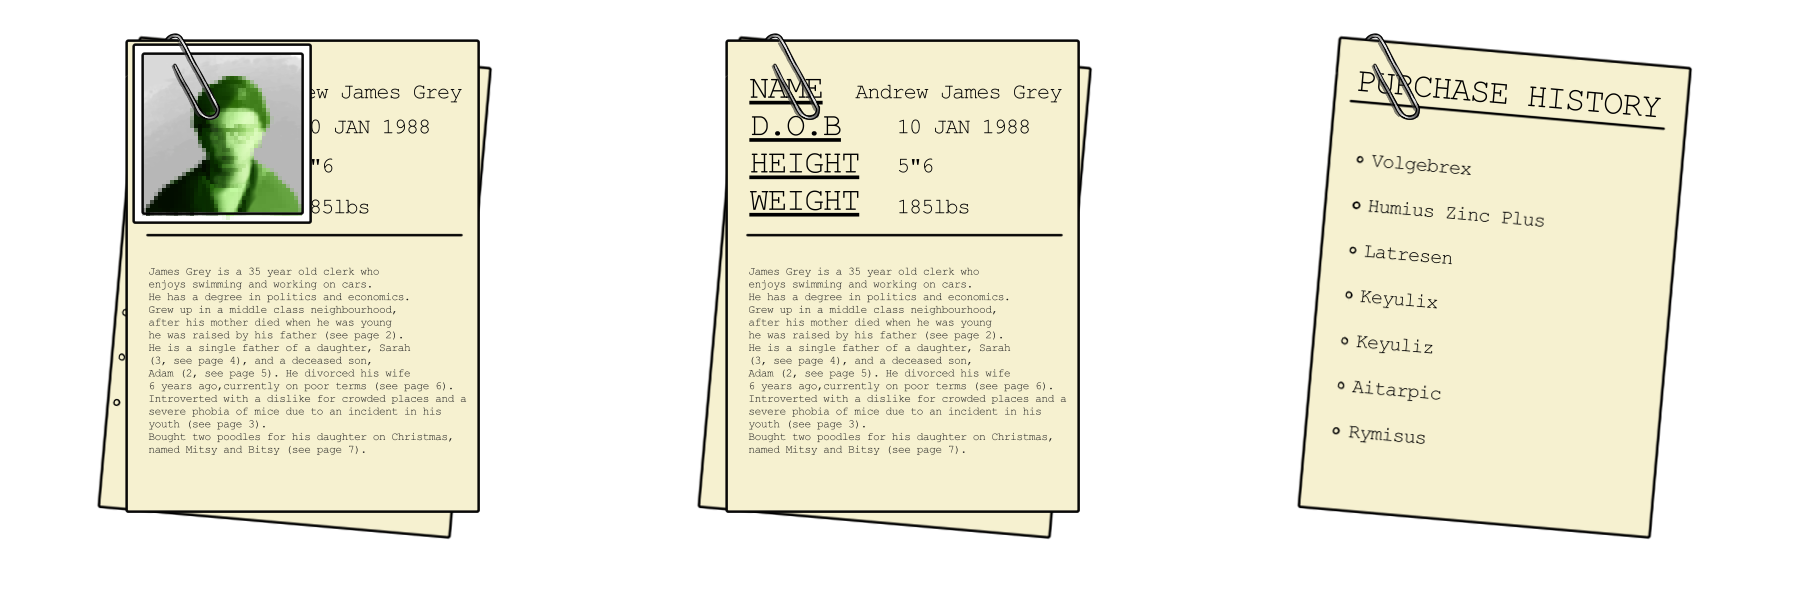 ew James Grey
0 JAN 1988
"6
85lbs
James Grey is a 35 year old clerk who
enjoys swimming and working on cars.
He has a degree in politics and economics.
Grew up in a middle class neighbourhood,
after his mother died when he was young
he was raised by his father (see page 2).
He is a single father of a daughter, Sarah
(3, see page 4), and a deceased son,
Adam (2, see page 5). He divorced his wife
6 years ago,currently on poor terms (see page 6).
Introverted with a dislike for crowded places and a
severe phobia of mice due to an incident in his
youth (see page 3).
Bought two poodles for his daughter on Christmas,
named Mitsy and Bitsy (see page 7).
NAME Andrew James Grey
D.O.B 10 JAN 1988
HEIGHT 5"6
WEIGHT 185lbs
James Grey is a 35 year old clerk who
enjoys swimming and working on cars.
He has a degree in politics and economics.
Grew up in a middle class neighbourhood,
after his mother died when he was young
he was raised by his father (see page 2).
He is a single father of a daughter, Sarah
(3, see page 4), and a deceased son,
Adam (2, see page 5). He divorced his wife
6 years ago,currently on poor terms (see page 6).
Introverted with a dislike for crowded places and a
severe phobia of mice due to an incident in his
youth (see page 3).
Bought two poodles for his daughter on Christmas,
named Mitsy and Bitsy (see page 7).
PURCHASE HISTORY
Volgebrex
Humius Zinc Plus
Latresen
Keyulix
Keyuliz
Aitarpic
Rymisus